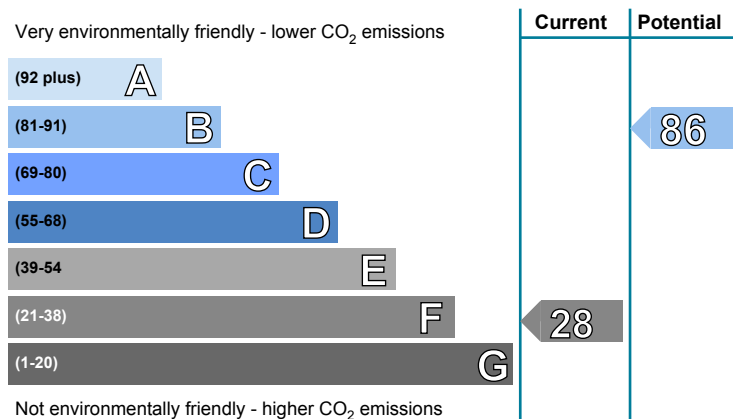 Very environmentally friendly - lower CO₂ emissions
Current
Potential
(92 plus) A
(81-91) B
86
(69-80) C
(55-68) D
(39-54 E
(21-38) F
28
(1-20) G
Not environmentally friendly - higher CO₂ emissions